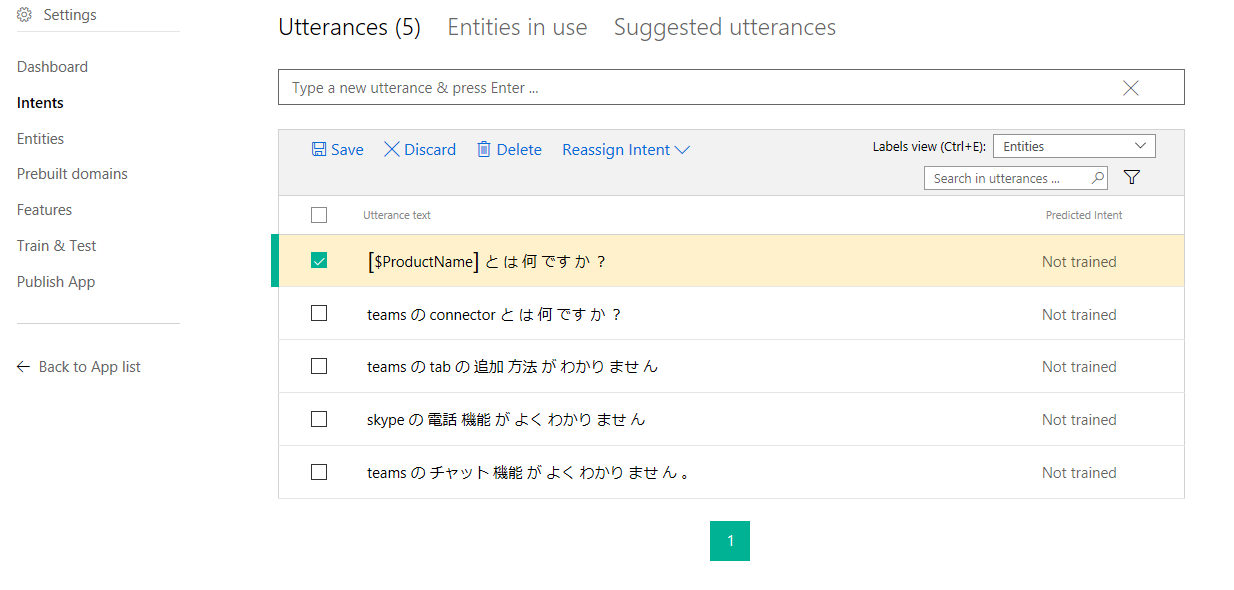 Settings
Dashboard
Intents
Entities
Prebuilt domains
Features
Train & Test
Publish App
Back to App list
Utterances (5) Entities in use Suggested utterances
Type a new utterance & press Enter ...
Save Discard Delete Reassign Intent Labels view (Ctrl+E): Entities
Search in utterances ...
Utterance text Predicted Intent
[$ProductName] と は 何 です か ? Not trained
teams の connector と は 何 です か ? Not trained
teams の tab の 追加 方法 が わかり ませ ん Not trained
skype の 電話 機能 が よく わかり ませ ん Not trained
teams の チャット 機能 が よく わかり ませ ん 。 Not trained
1